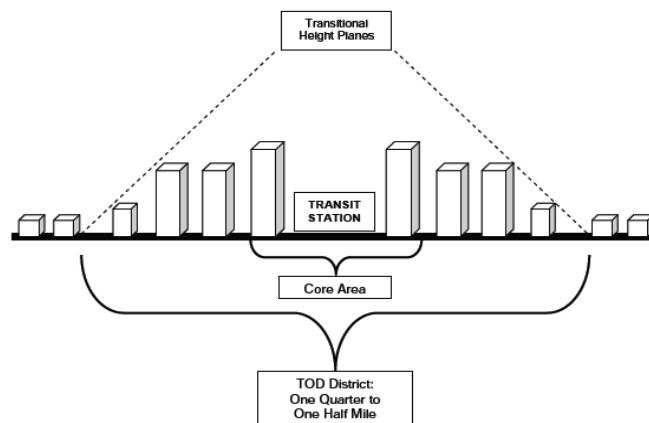 Transitional
Height Planes
TRANSIT
STATION
Core Area
TOD District:
One Quarter to
One Half Mile